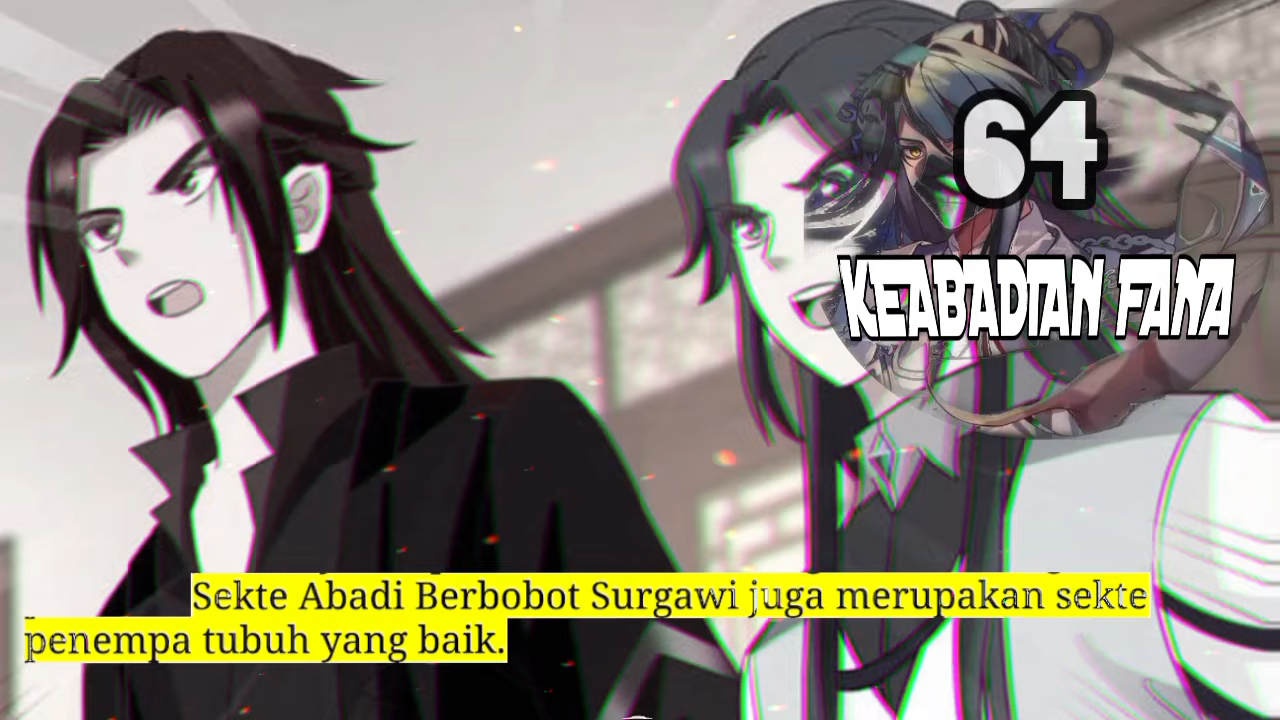 64
KEABADIAN FANA
Sekte Abadi Berbobot Surgawi juga merupakan sekte
penempa tubuh yang baik.